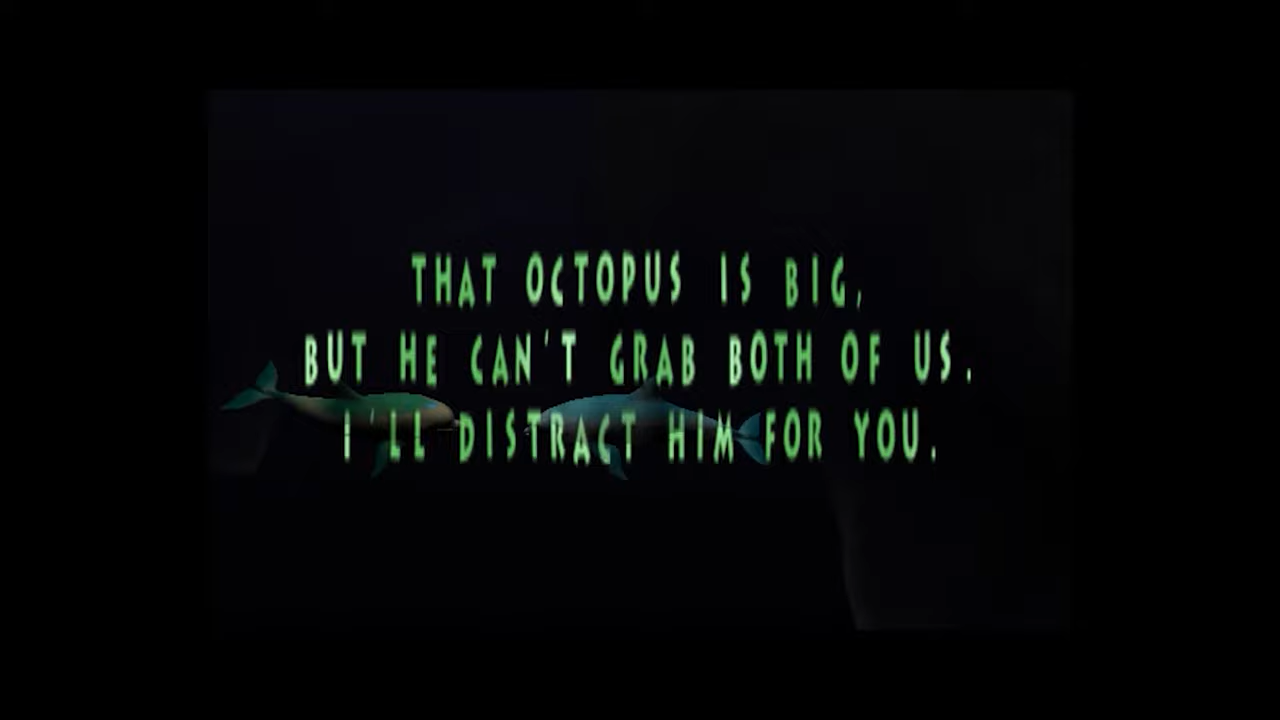 THAT OCTOPUS IS BIG,
BUT HE CAN'T GRAB BOTH OF US.
I'LL DISTRACT HIM FOR YOU.